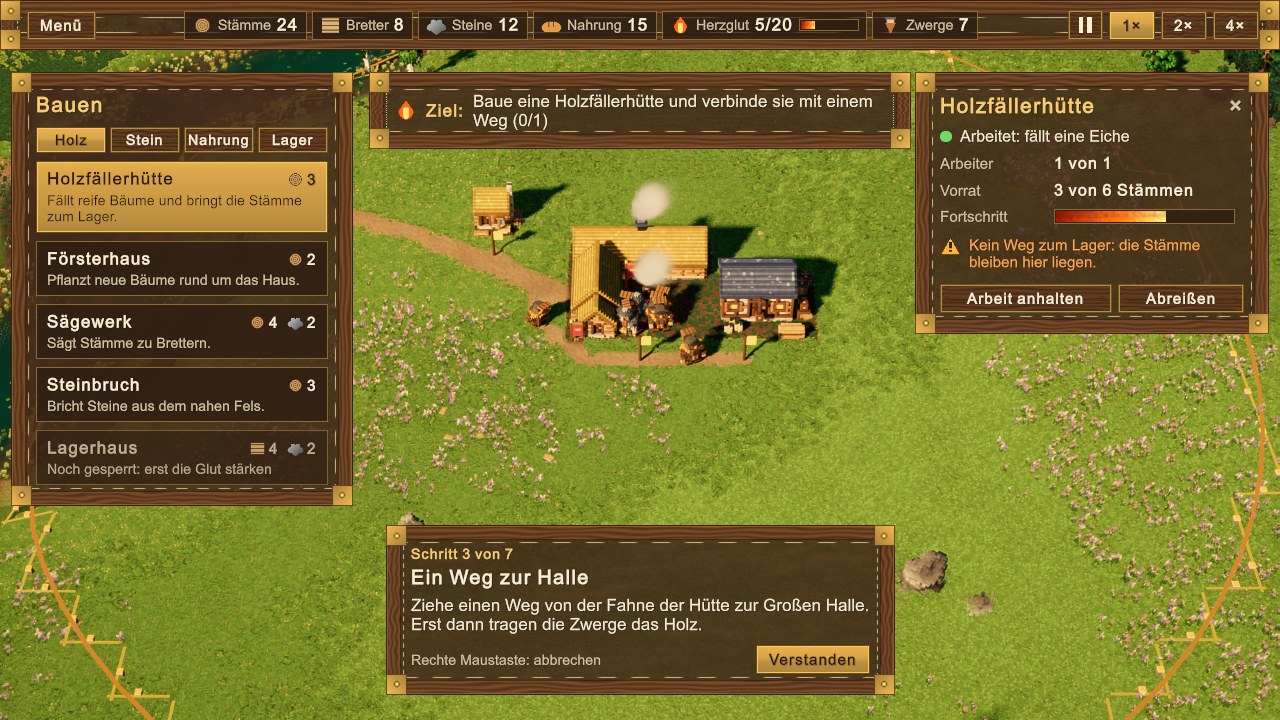 Menü
Stämme 24
Bretter 8
Steine 12
Nahrung 15
Herzglut 5/20
Zwerge 7
1×
2×
4×
Bauen
Holz
Stein
Nahrung
Lager
Holzfällerhütte 3
Fällt reife Bäume und bringt die Stämme
zum Lager.
Försterhaus 2
Pflanzt neue Bäume rund um das Haus.
Sägewerk 4 2
Sägt Stämme zu Brettern.
Steinbruch 3
Bricht Steine aus dem nahen Fels.
Lagerhaus 4 2
Noch gesperrt: erst die Glut stärken
Ziel: Baue eine Holzfällerhütte und verbinde sie mit einem
Weg (0/1)
Holzfällerhütte ×
Arbeitet: fällt eine Eiche
Arbeiter 1 von 1
Vorrat 3 von 6 Stämmen
Fortschritt
Kein Weg zum Lager: die Stämme
bleiben hier liegen.
Arbeit anhalten
Abreißen
Schritt 3 von 7
Ein Weg zur Halle
Ziehe einen Weg von der Fahne der Hütte zur Großen Halle.
Erst dann tragen die Zwerge das Holz.
Rechte Maustaste: abbrechen
Verstanden